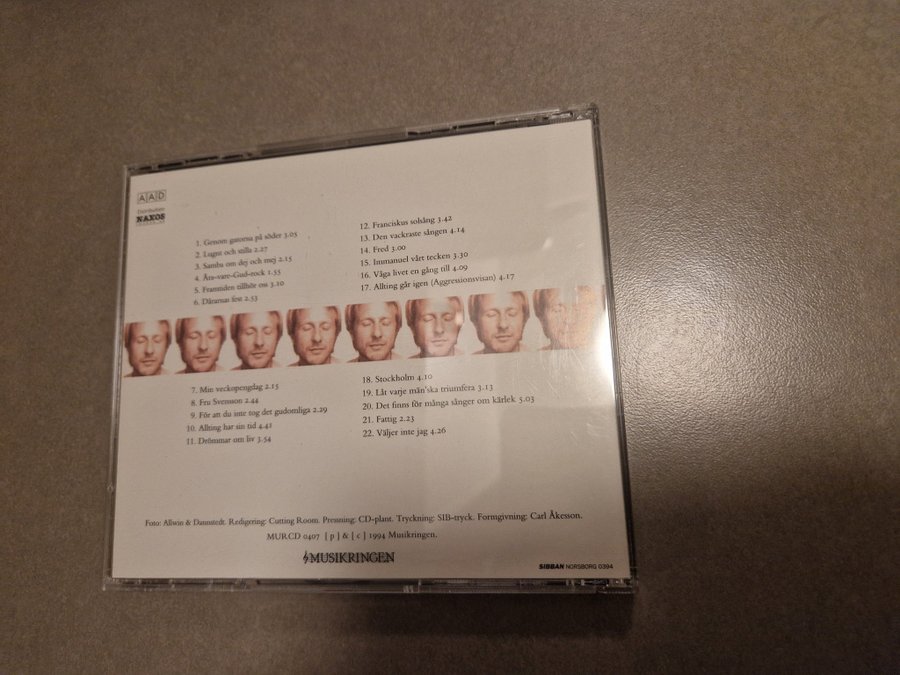 AAD
Distribution:
NAXOS
1. Genom gatorna på söder 3.05
2. Lugnt och stilla 2.27
3. Samba om dej och mej 2.15
4. Ära-vare-Gud-rock 1.55
5. Framtiden tillhör oss 3.10
6. Dårarnas fest 2.53
12. Franciskus solsång 3.42
13. Den vackraste sången 4.14
14. Fred 3.00
15. Immanuel vårt tecken 3.30
16. Våga livet en gång till 4.09
17. Allting går igen (Aggressionsvisan) 4.17
7. Min veckopengdag 2.15
8. Fru Svensson 2.44
9. För att du inte tog det gudomliga 2.29
10. Allting har sin tid 4.42
11. Drömmar om liv 3.54
18. Stockholm 4.10
19. Låt varje män'ska triumfera 3.13
20. Det finns för många sånger om kärlek 5.03
21. Fattig 2.23
22. Väljer inte jag 4.26
Foto: Allwin & Dannstedt. Redigering: Cutting Room. Pressning: CD-plant. Tryckning: SIB-tryck. Formgivning: Carl Åkesson.
MURCD 0407 [ p ] & [ c ] 1994 Musikringen.
MUSIKRINGEN
SIBBAN NORSBORG 0394